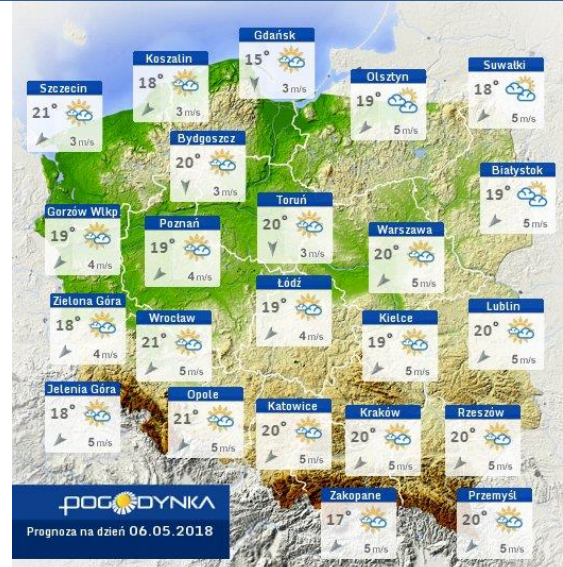 Gdańsk
15°
3 m/s
Koszalin
18°
3 m/s
Suwałki
18°
5 m/s
Olsztyn
19°
5 m/s
Szczecin
21°
3 m/s
Bydgoszcz
20°
3 m/s
Białystok
19°
5 m/s
Toruń
20°
3 m/s
Gorzów Wlkp
19°
4 m/s
Poznań
19°
4 m/s
Warszawa
20°
5 m/s
Łódź
19°
4 m/s
Zielona Góra
18°
4 m/s
Wrocław
21°
5 m/s
Kielce
19°
5 m/s
Lublin
20°
5 m/s
Jelenia Góra
18°
5 m/s
Opole
21°
5 m/s
Katowice
20°
5 m/s
Kraków
20°
5 m/s
Rzeszów
20°
5 m/s
Zakopane
17°
5 m/s
Przemyśl
20°
5 m/s
POGODYNKA
Prognoza na dzień 06.05.2018